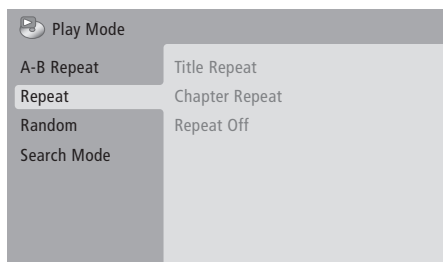 Play Mode
A-B Repeat
Repeat
Random
Search Mode
Title Repeat
Chapter Repeat
Repeat Off